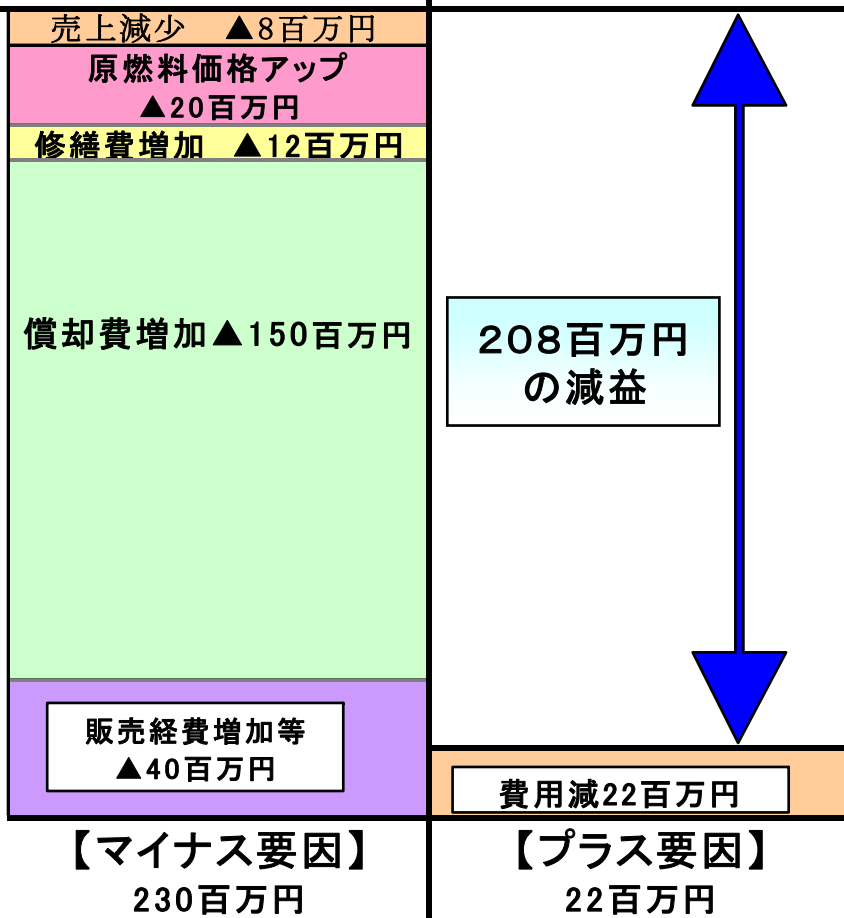 売上減少 ▲8百万円
原燃料価格アップ
▲20百万円
修繕費増加 ▲12百万円
償却費増加▲150百万円
販売経費増加等
▲40百万円
【マイナス要因】
230百万円
208百万円
の減益
費用減22百万円
【プラス要因】
22百万円